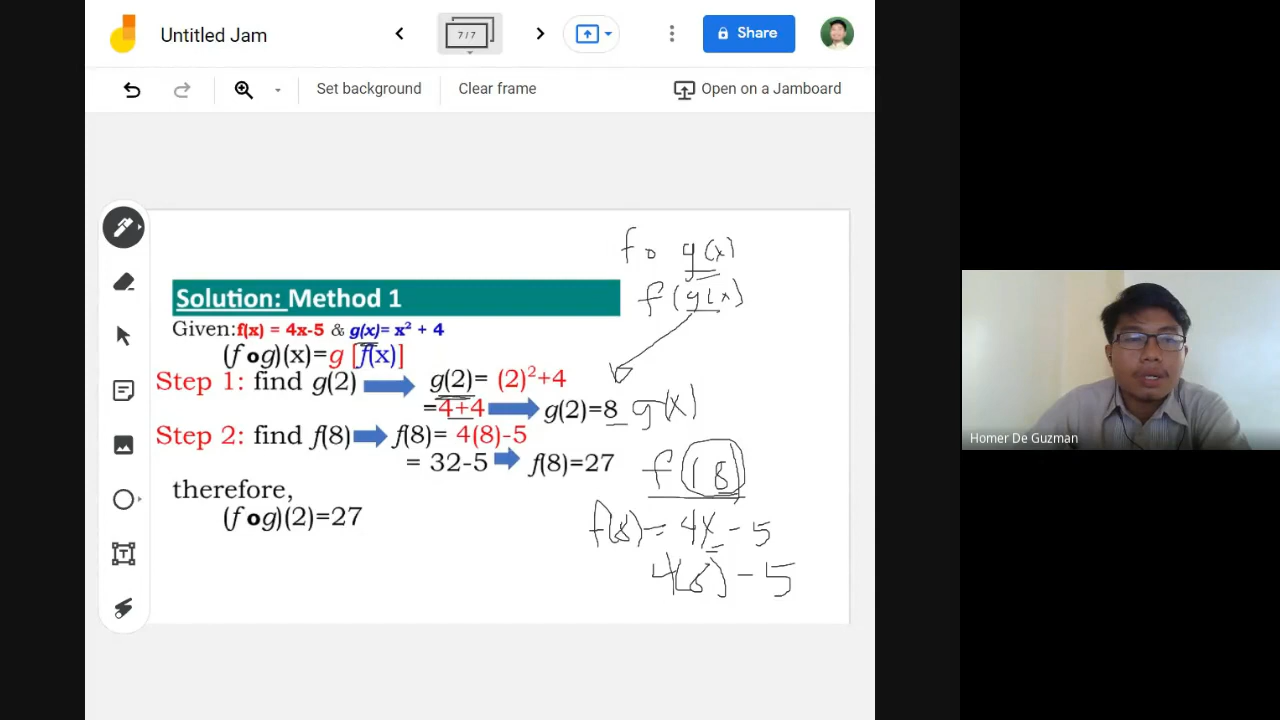 Untitled Jam
7 / 7
Share
Set background
Clear frame
Open on a Jamboard
f o g(x)
f (g(x)
Solution: Method 1
Given:f(x) = 4x-5 & g(x)= x² + 4
(f o g)(x)=g [f(x)]
Step 1: find g(2) g(2)= (2)²+4
=4+4 g(2)=8 g(x)
Step 2: find f(8) f(8)= 4(8)-5
= 32-5 f(8)=27
f (8)
therefore,
(f o g)(2)=27
f(8) = 4x - 5
4(8) - 5
Homer De Guzman